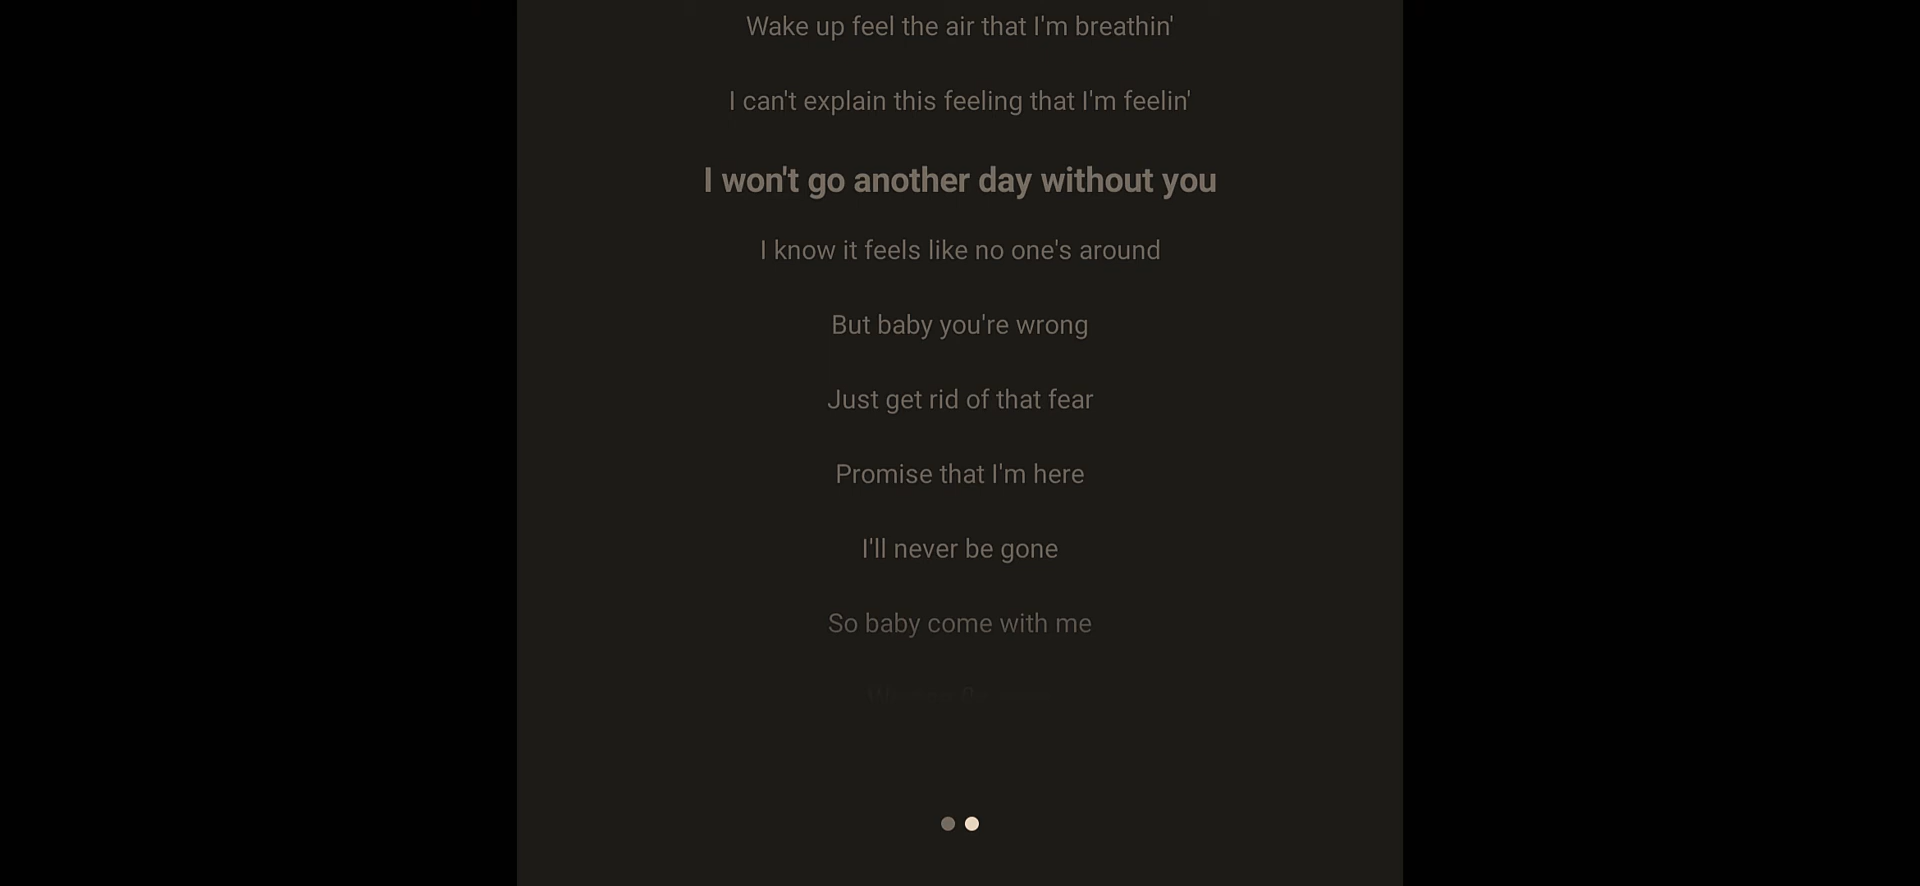 Wake up feel the air that I'm breathin'
I can't explain this feeling that I'm feelin'
I won't go another day without you
I know it feels like no one's around
But baby you're wrong
Just get rid of that fear
Promise that I'm here
I'll never be gone
So baby come with me